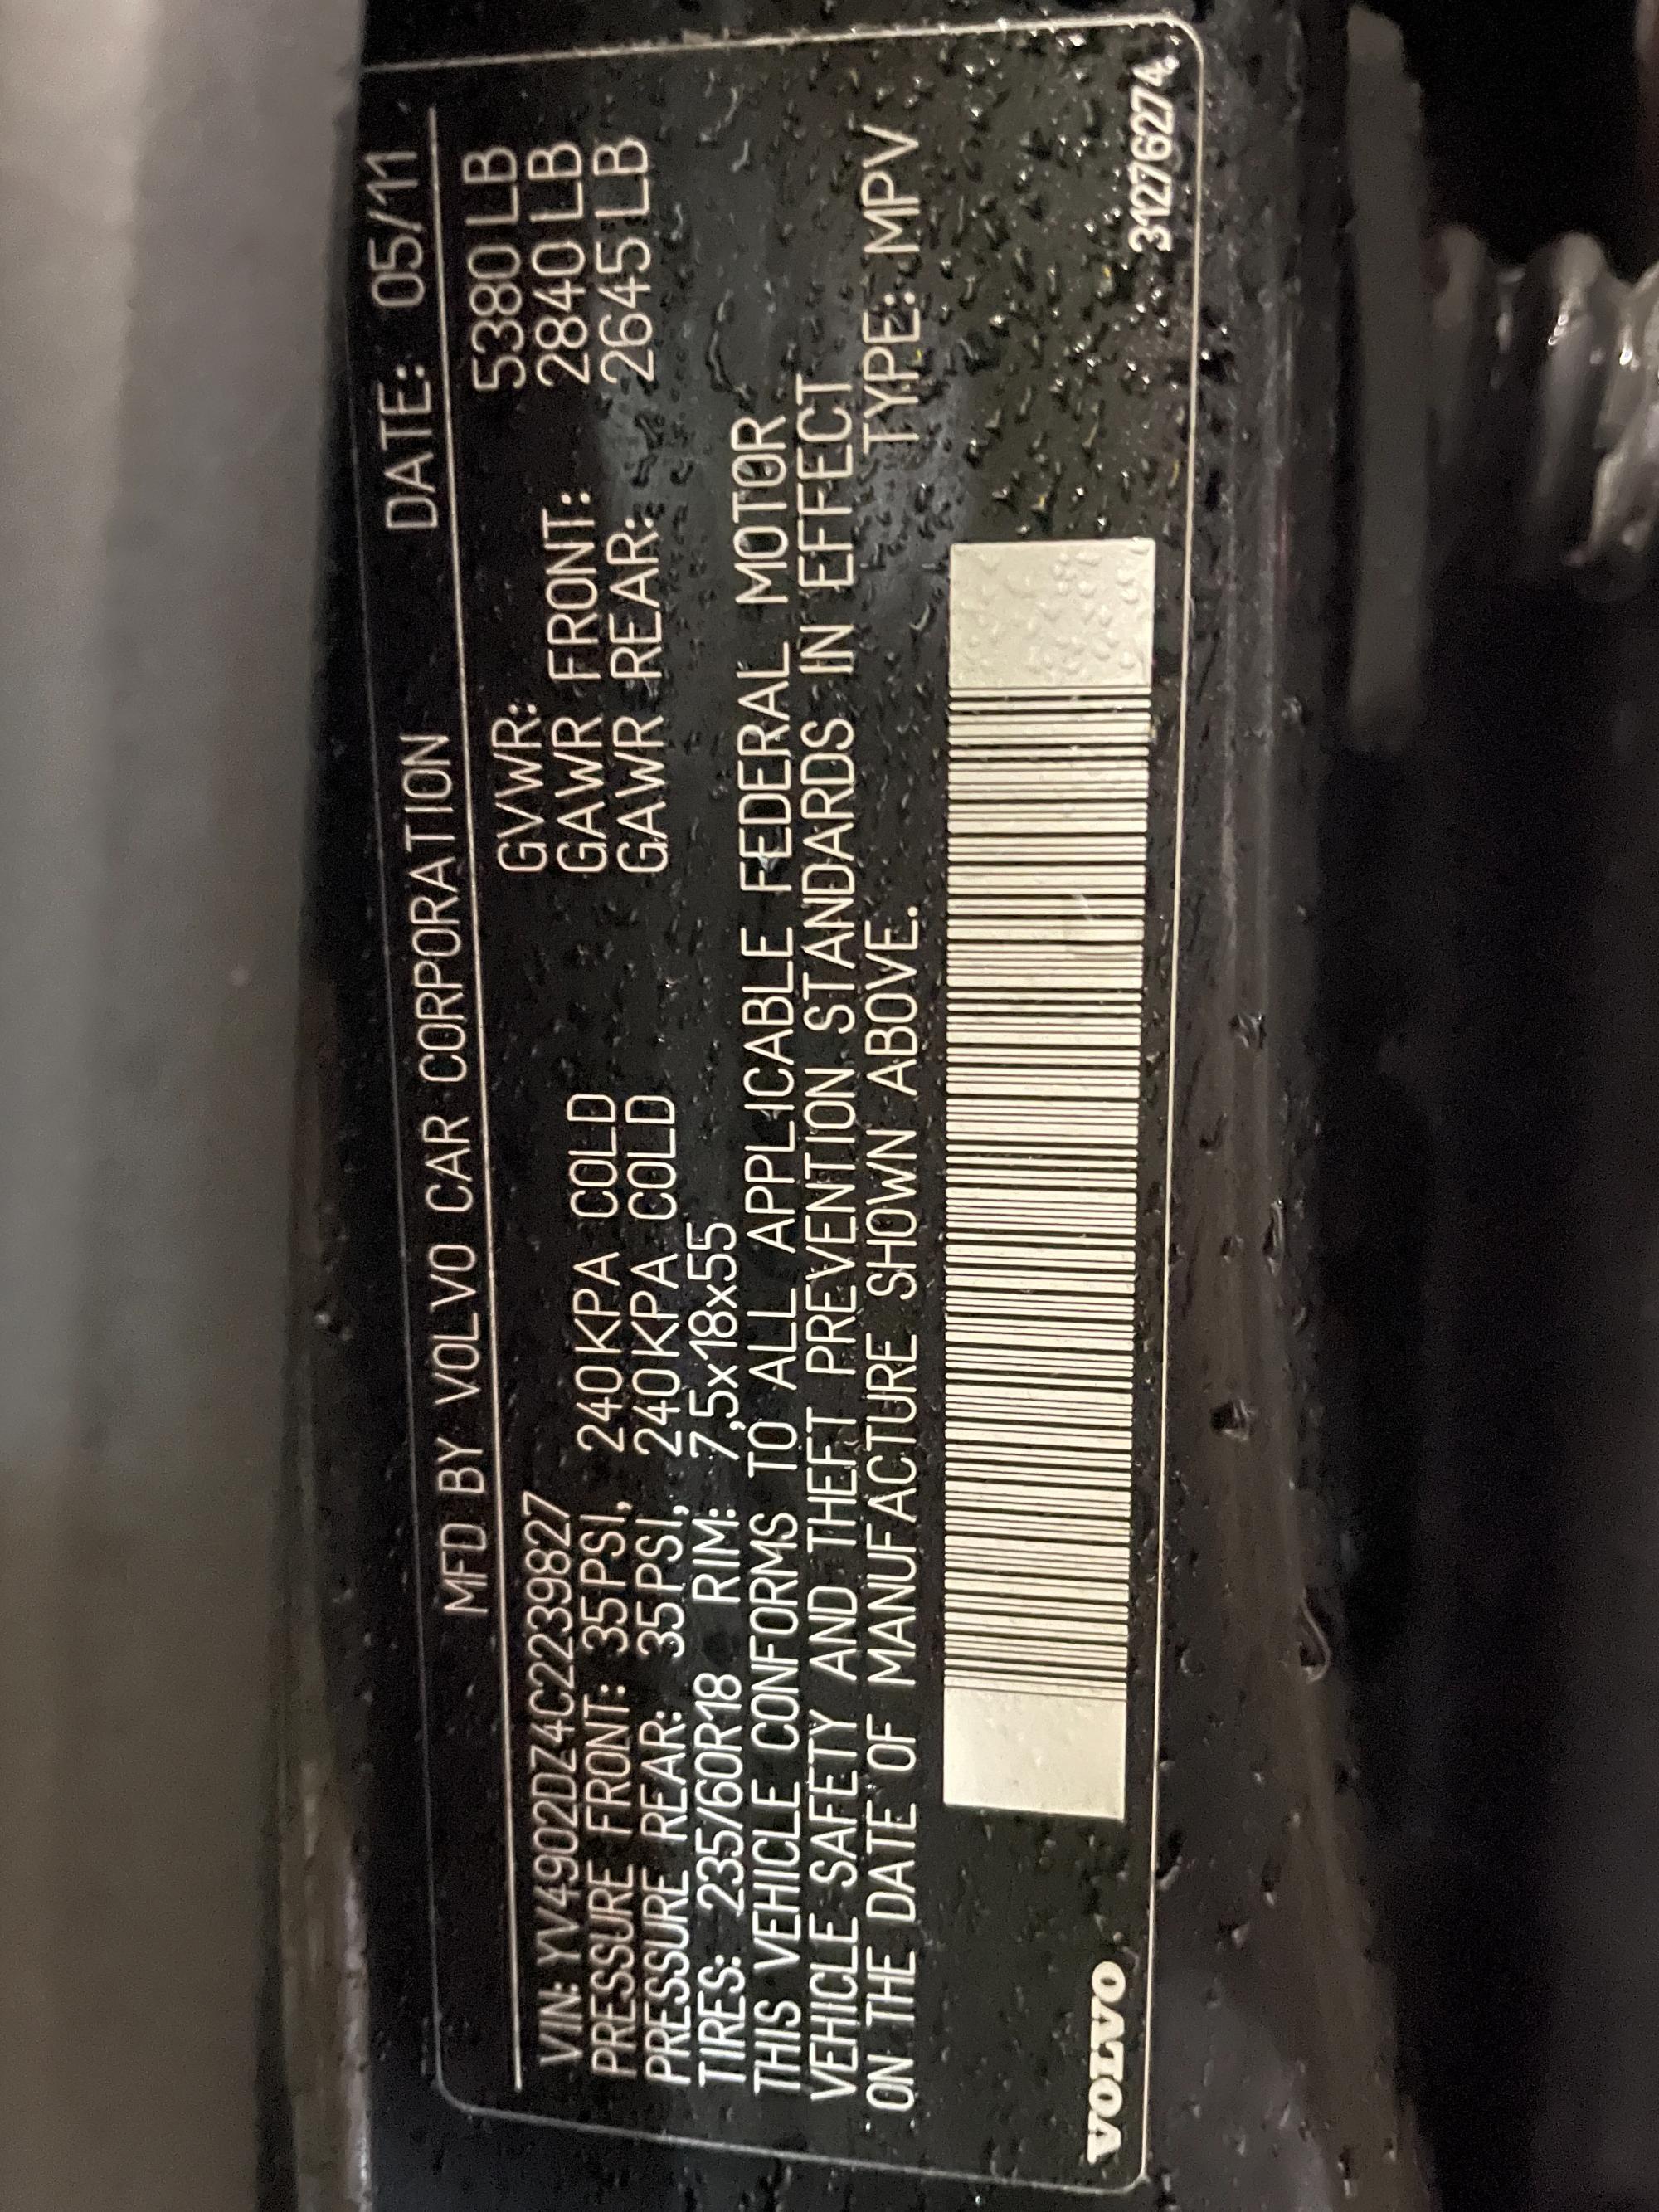 MFD BY VOLVO CAR CORPORATION DATE: 05/11
VIN: YV4902DZ4C2239827 GVWR: 5380 LB
PRESSURE FRONT: 35PSI, 240KPA COLD GAWR FRONT: 2840 LB
PRESSURE REAR: 35PSI, 240KPA COLD GAWR REAR: 2645 LB
TIRES: 235/60R18 RIM: 7,5x18x55
THIS VEHICLE CONFORMS TO ALL APPLICABLE FEDERAL MOTOR
VEHICLE SAFETY AND THEFT PREVENTION STANDARDS IN EFFECT
ON THE DATE OF MANUFACTURE SHOWN ABOVE. TYPE: MPV
VOLVO 31276274